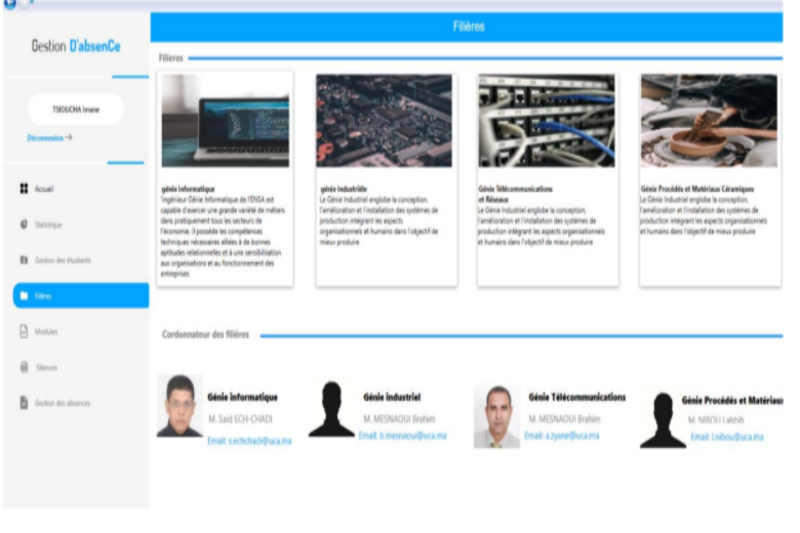 Filières
Gestion D'absenCe
TSIOUCHA Imane
Déconnexion →
Accueil
Statistique
Gestion des étudiants
Filières
Modules
Séances
Gestion des absences
Filieres
génie informatique
'ingénieur Génie Informatique de l'ENSA est
capable d'exercer une grande variété de métiers
dans pratiquement tous les secteurs de
l'économie. Il possède les compétences
techniques nécessaires alliées à de bonnes
aptitudes relationnelles et à une sensibilisation
aux organisations et au fonctionnement des
entreprises
génie industriéle
Le Génie Industriel englobe la conception,
l'amélioration et l'installation des systèmes de
production intégrant les aspects
organisationnels et humains dans l'objectif de
mieux produire
Génie Télécommunications
et Réseaux
Le Génie Industriel englobe la conception,
l'amélioration et l'installation des systèmes de
production intégrant les aspects organisationnels
et humains dans l'objectif de mieux produire
Génie Procédés et Matériaux Céramiques
Le Génie Industriel englobe la conception,
l'amélioration et l'installation des systèmes de
production intégrant les aspects organisationnels
et humains dans l'objectif de mieux produire
Cordonnateur des filières
Génie informatique
M. Said ECH-CHADI
Email: s.echchadi@uca.ma
Génie industriel
M. MESNAOUI Brahim
Email: b.mesnaoui@uca.ma
Génie Télécommunications
M. MESNAOUI Brahim
Email: a.zyane@uca.ma
Génie Procédés et Matériaux
M. NIBOU Lahbib
Email: l.nibou@uca.ma